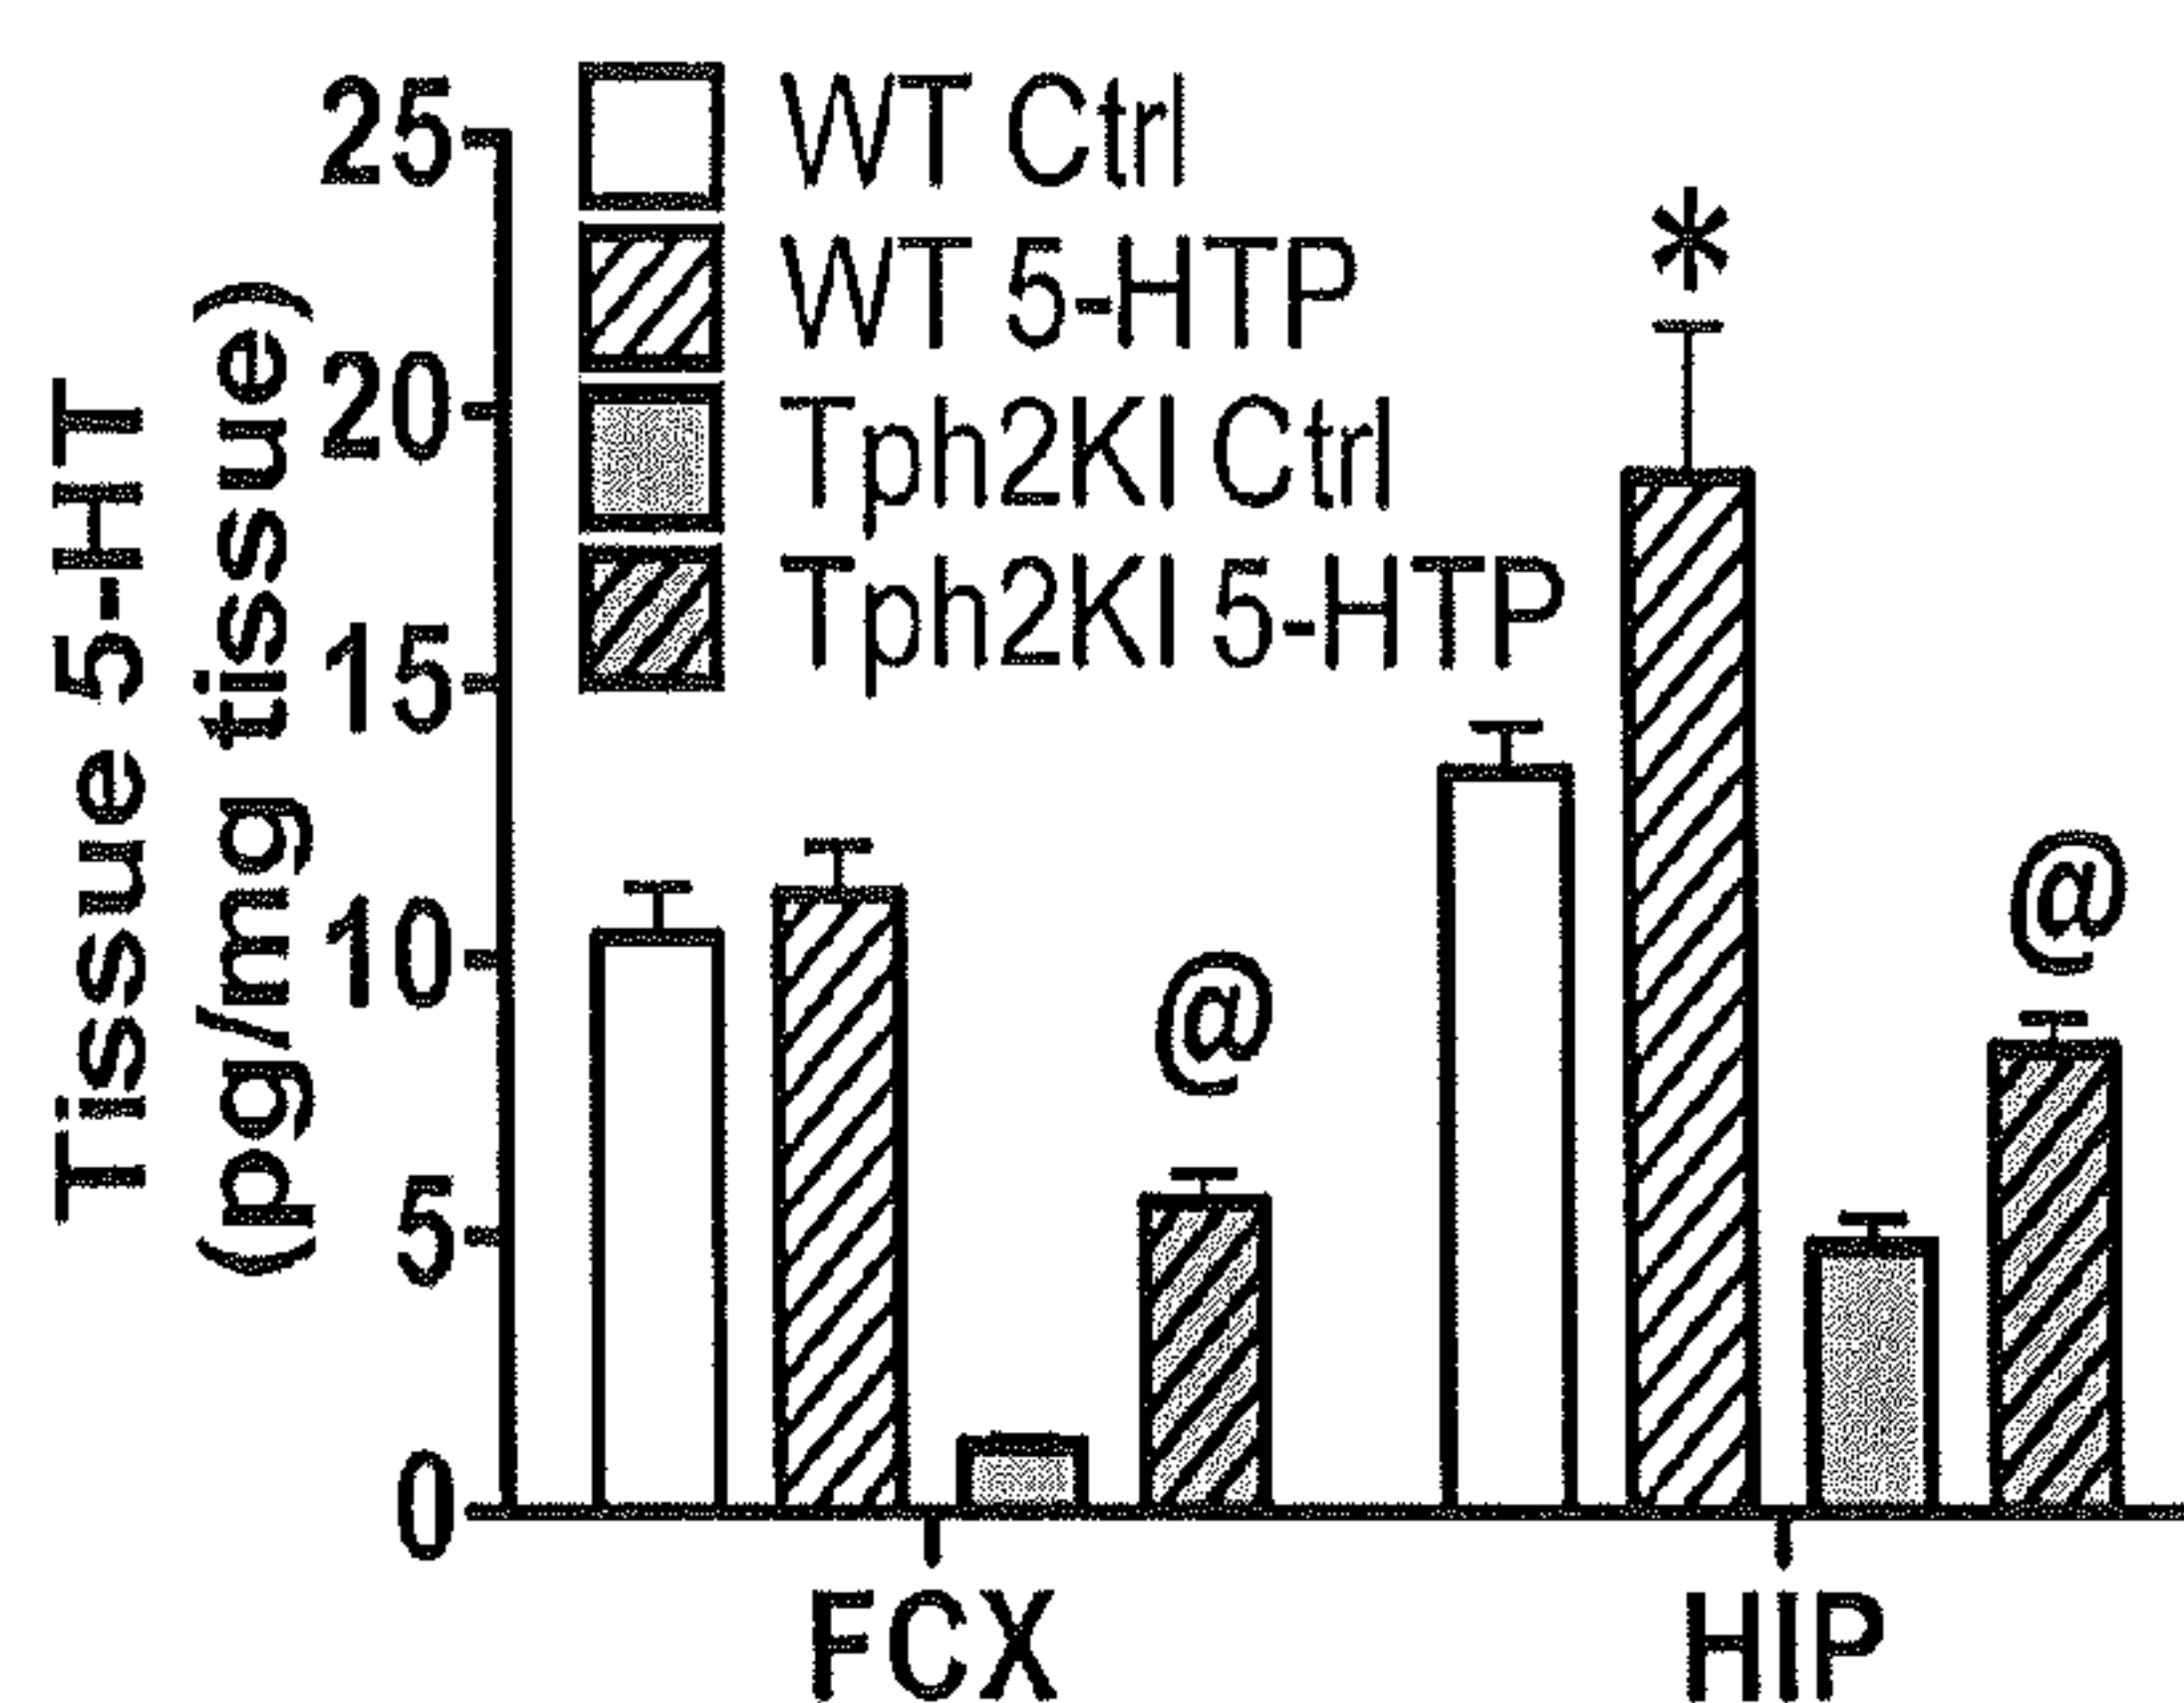 Tissue 5-HT
(pg/mg tissue)
25
20
15
10
5
0
WT Ctrl
WT 5-HTP
Tph2KI Ctrl
Tph2KI 5-HTP
*
@
@
FCX
HIP